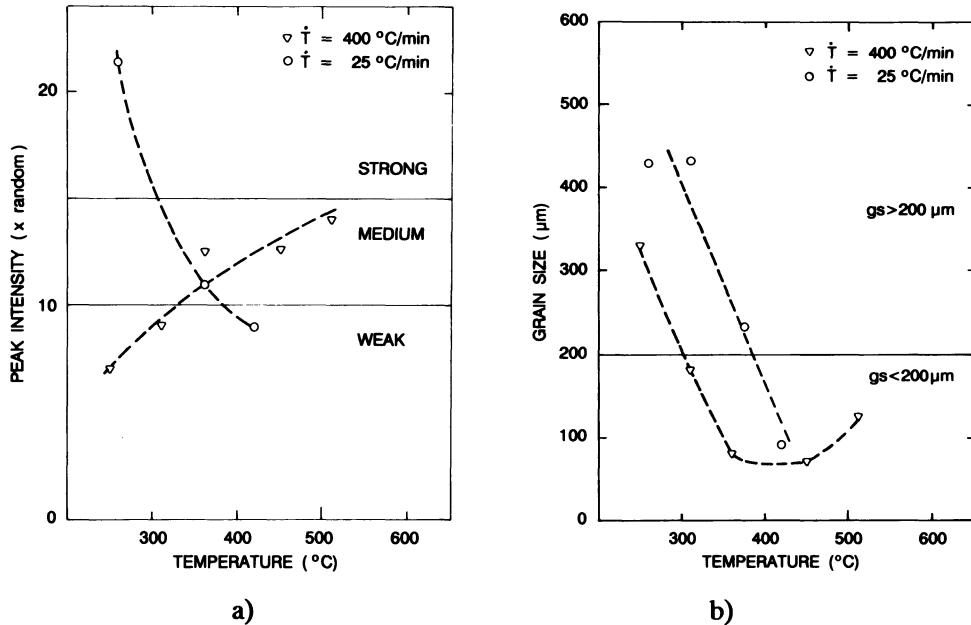 ▽ Ṫ = 400 °C/min
○ Ṫ = 25 °C/min
20
10
0
STRONG
MEDIUM
WEAK
PEAK INTENSITY (x random)
300 400 500 600
TEMPERATURE (°C)
a)
600
500
400
300
200
100
0
▽ Ṫ = 400 °C/min
○ Ṫ = 25 °C/min
gs>200 µm
gs<200µm
GRAIN SIZE (µm)
300 400 500 600
TEMPERATURE (°C)
b)